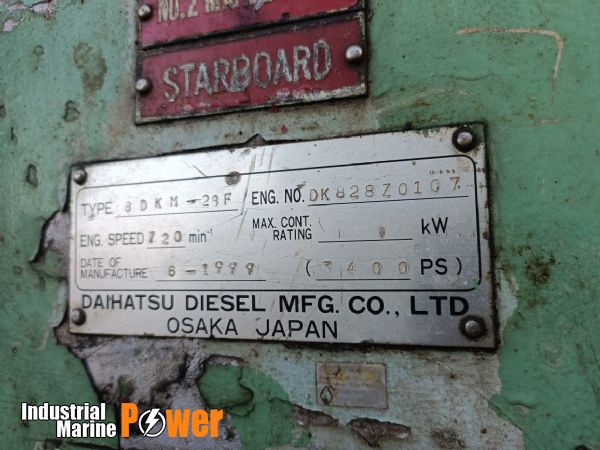 STARBOARD
TYPE 8 D K M - 28 F ENG. NO. DK828Z0107
ENG. SPEED 720 min⁻¹ MAX. CONT. RATING kW
DATE OF MANUFACTURE 6-1999 (3400 PS)
DAIHATSU DIESEL MFG. CO., LTD
OSAKA JAPAN
Industrial Marine Power